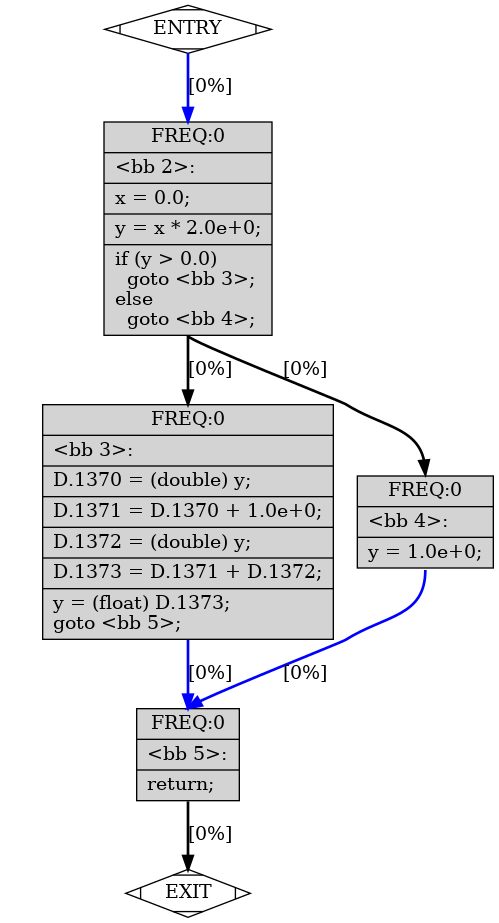 ENTRY
[0%]
FREQ:0
<bb 2>:
x = 0.0;
y = x * 2.0e+0;
if (y > 0.0)
  goto <bb 3>;
else
  goto <bb 4>;
[0%]
[0%]
FREQ:0
<bb 3>:
D.1370 = (double) y;
D.1371 = D.1370 + 1.0e+0;
D.1372 = (double) y;
D.1373 = D.1371 + D.1372;
y = (float) D.1373;
goto <bb 5>;
FREQ:0
<bb 4>:
y = 1.0e+0;
[0%]
[0%]
FREQ:0
<bb 5>:
return;
[0%]
EXIT